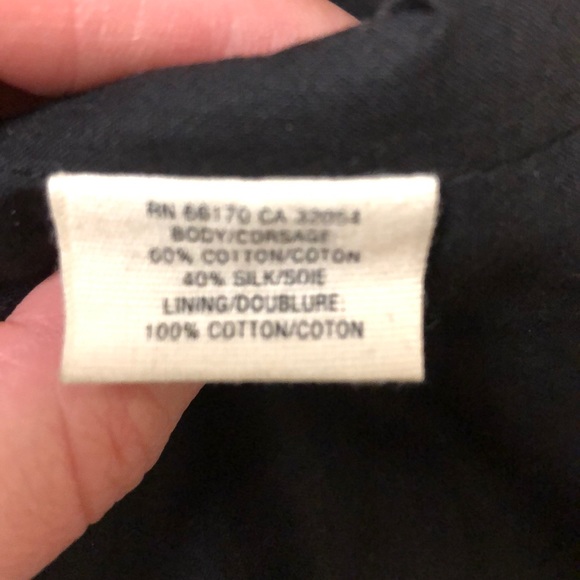 RN 66170 CA 32054
BODY/CORSAGE:
60% COTTON/COTON
40% SILK/SOIE
LINING/DOUBLURE:
100% COTTON/COTON